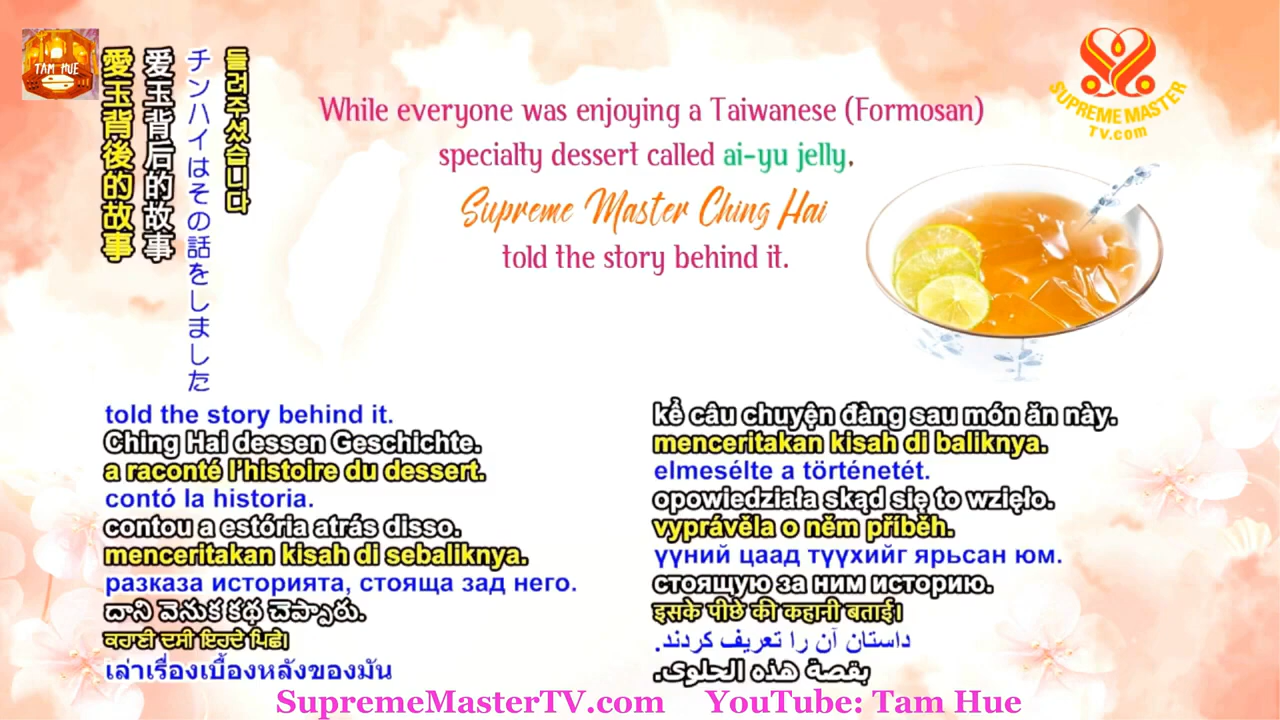 TAM HUE
愛玉背後的故事
爱玉背后的故事
チンハイはその話をしました
들려주셨습니다
While everyone was enjoying a Taiwanese (Formosan)
specialty dessert called ai-yu jelly,
Supreme Master Ching Hai
told the story behind it.
SUPREME MASTER
TV.com
told the story behind it.
Ching Hai dessen Geschichte.
a raconté l'histoire du dessert.
contó la historia.
contou a estória atrás disso.
menceritakan kisah di sebaliknya.
разказа историята, стояща зад него.
దాని వెనుక కథ చెప్పారు.
ਕਹਾਣੀ ਦਸੀ ਇਹਦੇ ਪਿਛੇ।
เล่าเรื่องเบื้องหลังของมัน
kể câu chuyện đàng sau món ăn này.
menceritakan kisah di baliknya.
elmesélte a történetét.
opowiedziała skąd się to wzięło.
vyprávěla o něm příběh.
үүний цаад түүхийг ярьсан юм.
стоящую за ним историю.
इसके पीछे की कहानी बताई।
داستان آن را تعریف کردند.
بقصة هذه الحلوى.
SupremeMasterTV.com YouTube: Tam Hue